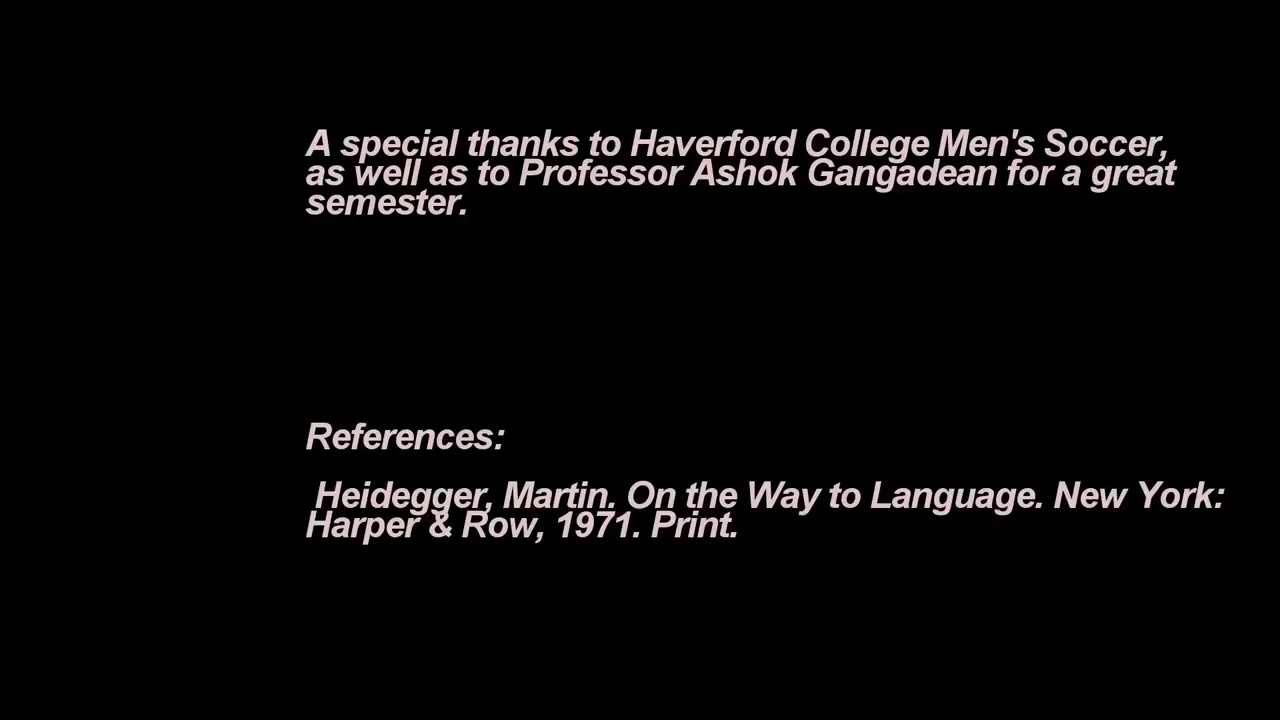 A special thanks to Haverford College Men's Soccer,
as well as to Professor Ashok Gangadean for a great
semester.
References:
Heidegger, Martin. On the Way to Language. New York:
Harper & Row, 1971. Print.